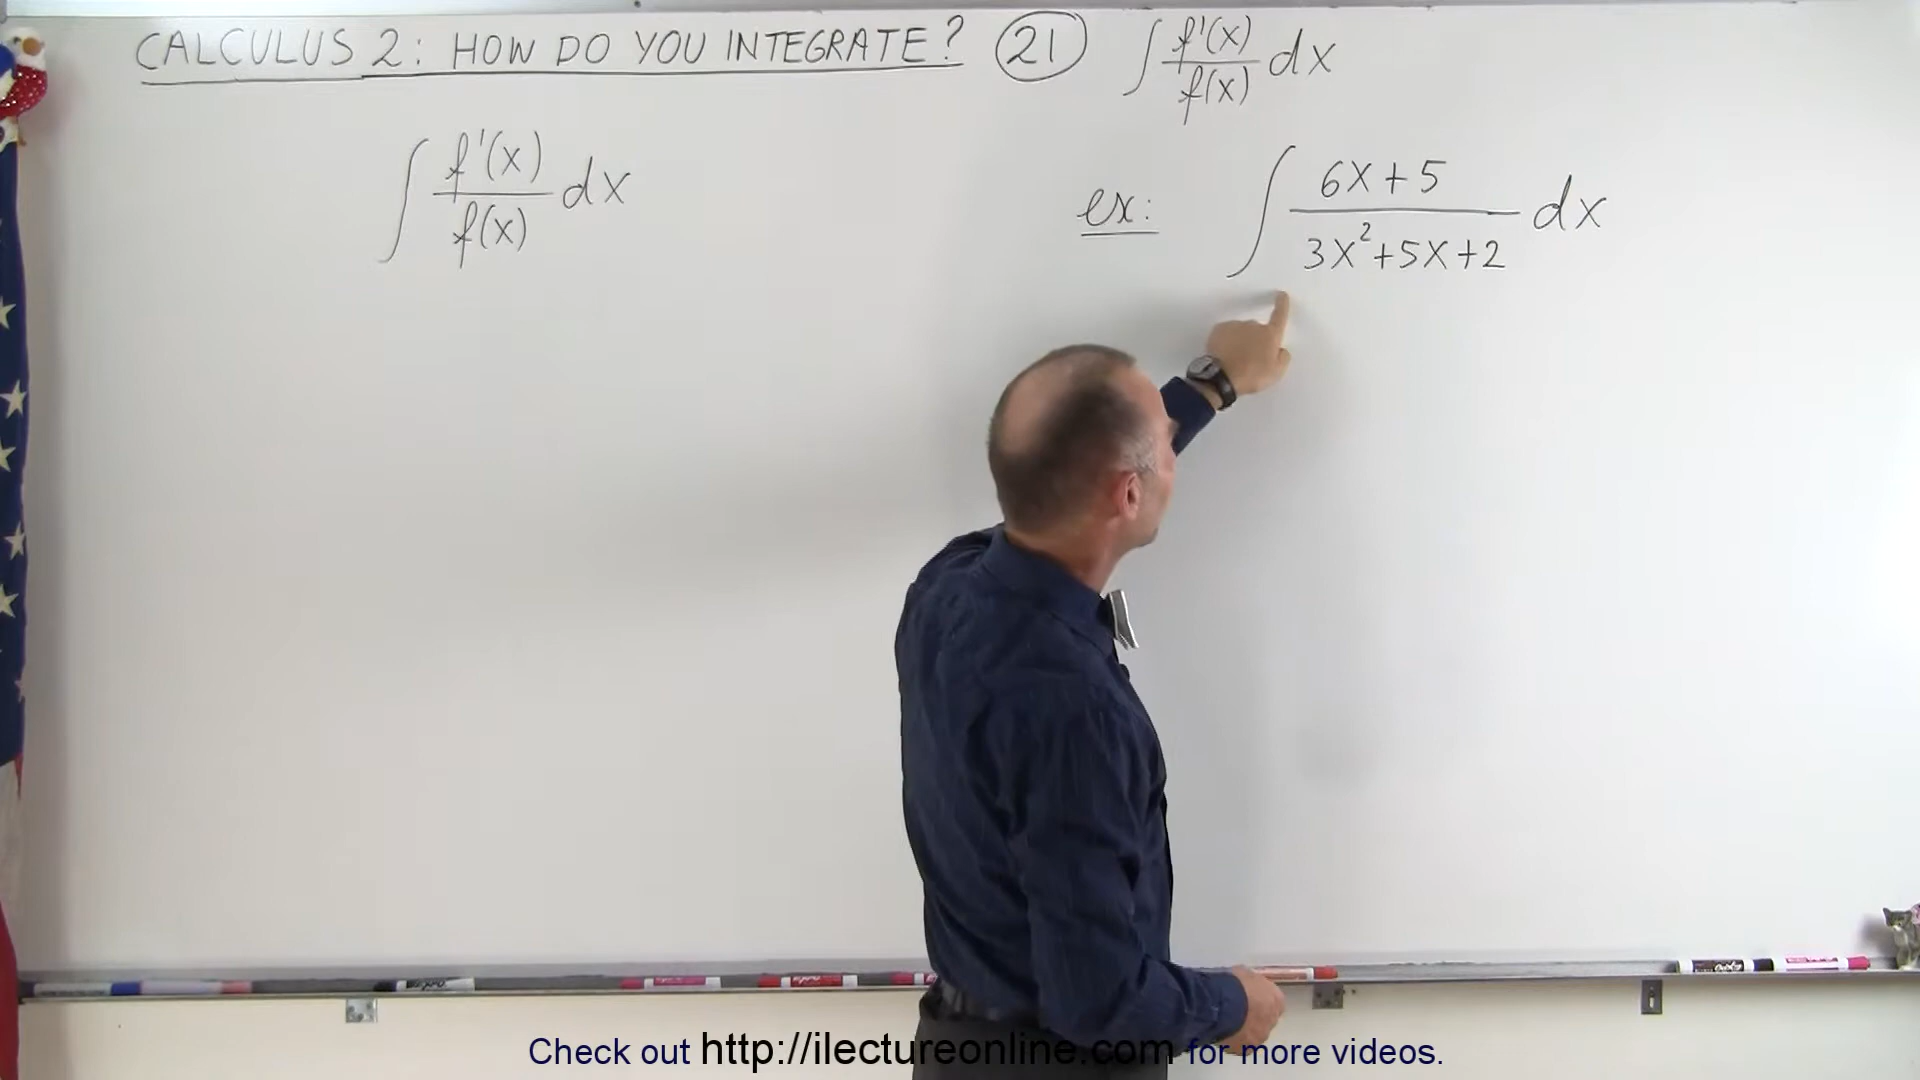 CALCULUS 2: HOW DO YOU INTEGRATE? 21 ∫ f'(x)/f(x) dx
∫ f'(x)/f(x) dx
ex: ∫ 6x+5 / 3x²+5x+2 dx
Check out http://ilectureonline.com for more videos.